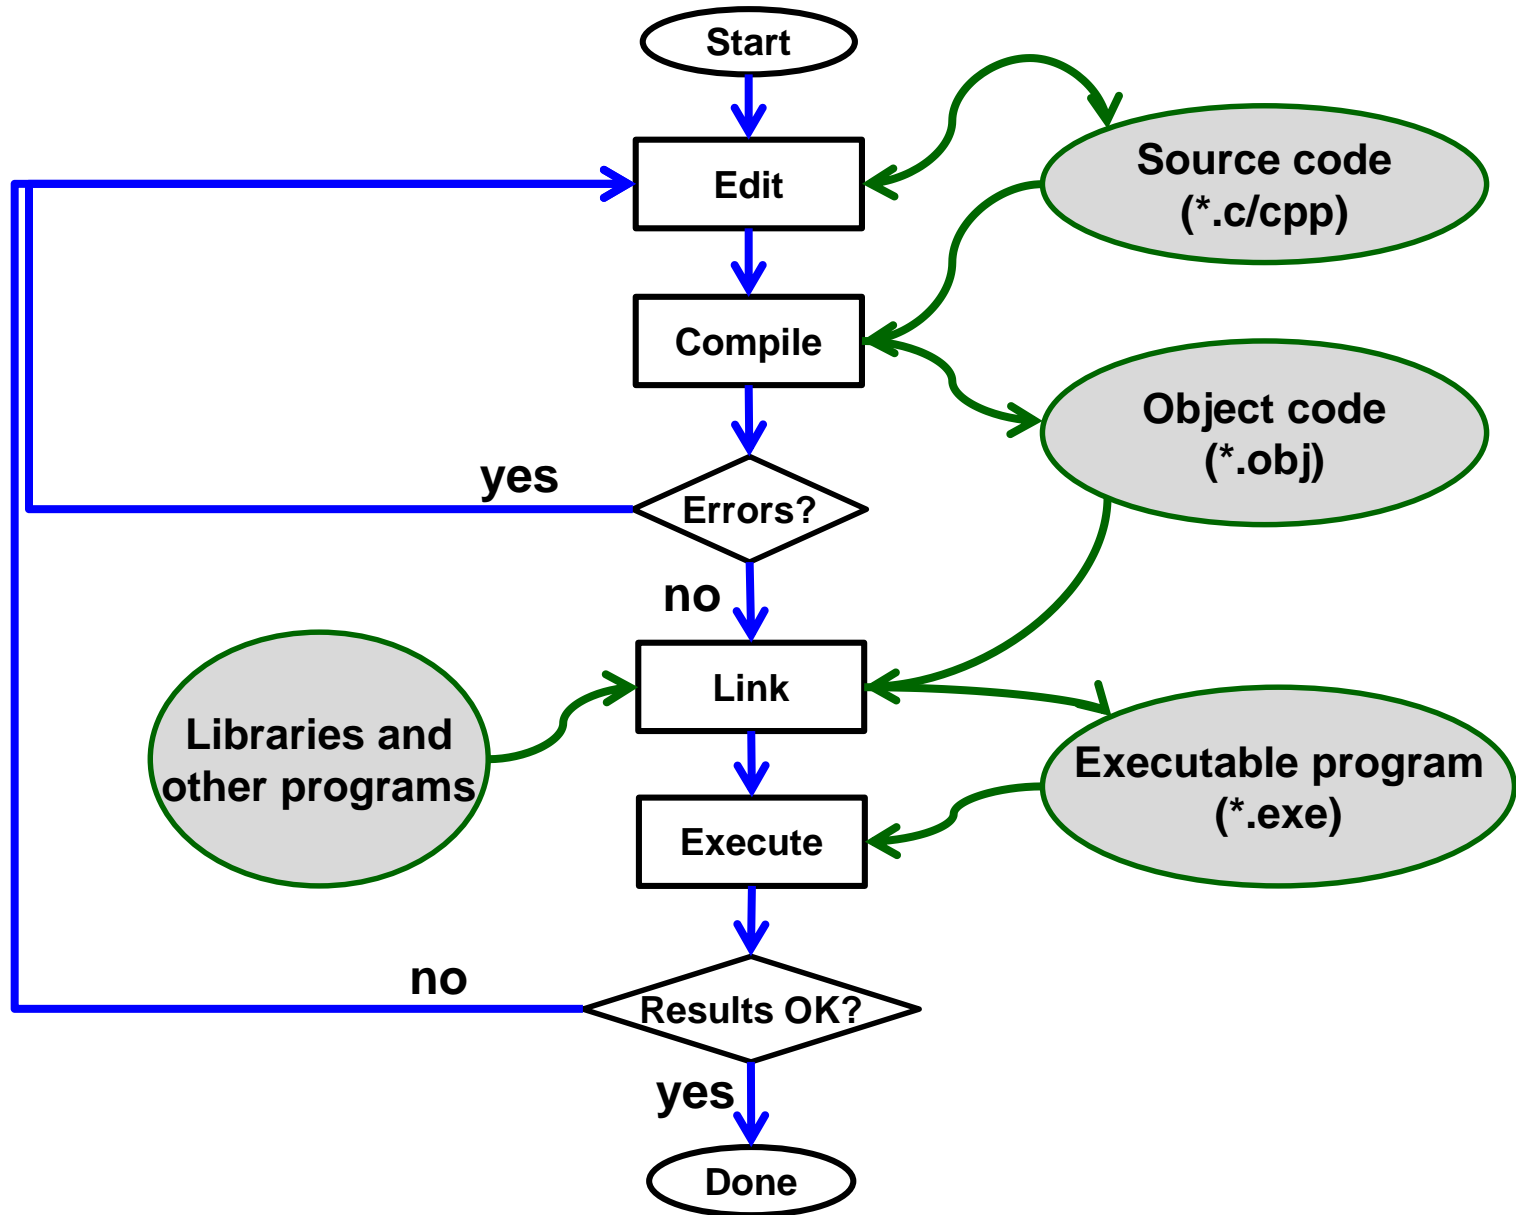 Start
Edit
Source code
(*.c/cpp)
Compile
Object code
(*.obj)
yes
Errors?
no
Link
Libraries and
other programs
Executable program
(*.exe)
Execute
no
Results OK?
yes
Done